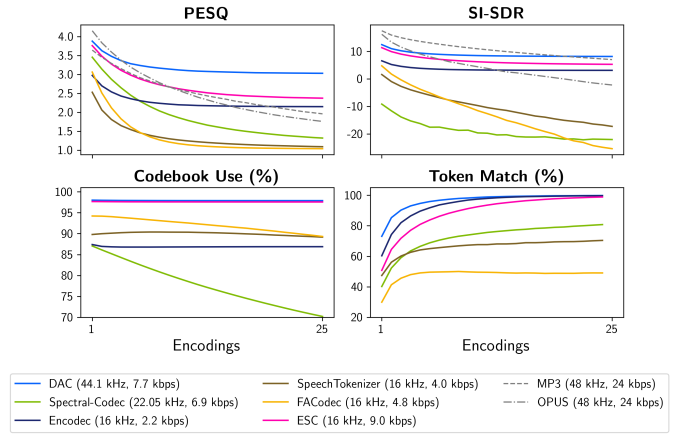 PESQ
SI-SDR
4.0
3.5
3.0
2.5
2.0
1.5
1.0
10
0
−10
−20
Codebook Use (%)
Token Match (%)
100
95
90
85
80
75
70
1
25
Encodings
100
80
60
40
20
1
25
Encodings
DAC (44.1 kHz, 7.7 kbps)
Spectral-Codec (22.05 kHz, 6.9 kbps)
Encodec (16 kHz, 2.2 kbps)
SpeechTokenizer (16 kHz, 4.0 kbps)
FACodec (16 kHz, 4.8 kbps)
ESC (16 kHz, 9.0 kbps)
MP3 (48 kHz, 24 kbps)
OPUS (48 kHz, 24 kbps)